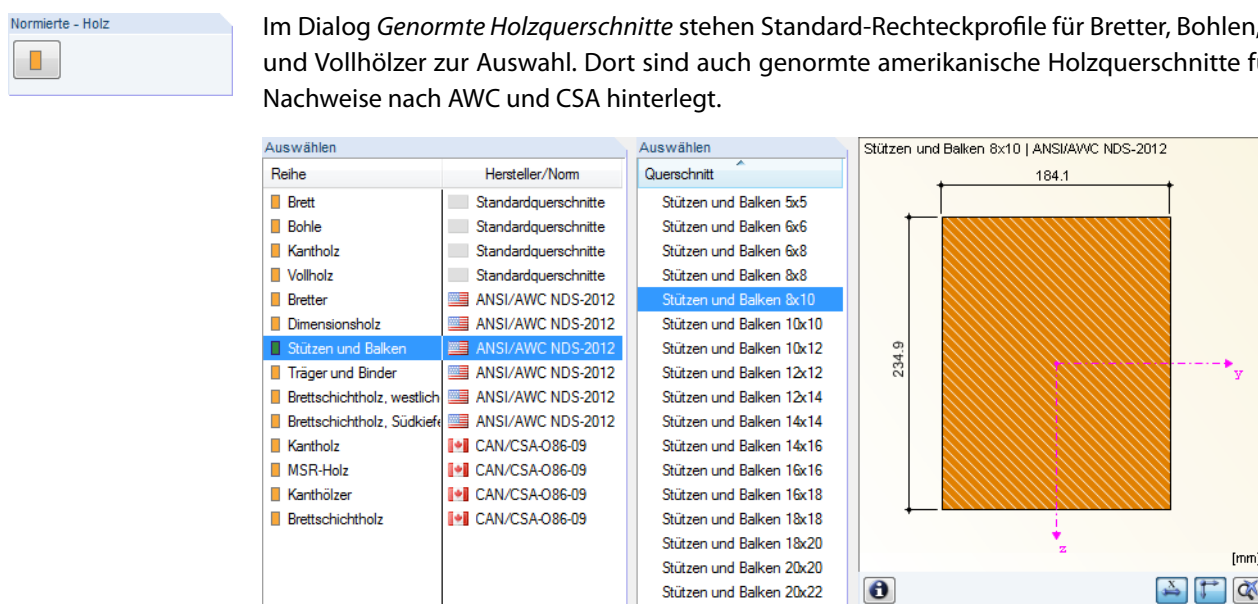 Normierte - Holz
Im Dialog Genormte Holzquerschnitte stehen Standard-Rechteckprofile für Bretter, Bohlen,
und Vollhölzer zur Auswahl. Dort sind auch genormte amerikanische Holzquerschnitte fü
Nachweise nach AWC und CSA hinterlegt.
Auswählen
Reihe Hersteller/Norm
Brett Standardquerschnitte
Bohle Standardquerschnitte
Kantholz Standardquerschnitte
Vollholz Standardquerschnitte
Bretter ANSI/AWC NDS-2012
Dimensionsholz ANSI/AWC NDS-2012
Stützen und Balken ANSI/AWC NDS-2012
Träger und Binder ANSI/AWC NDS-2012
Brettschichtholz, westlich ANSI/AWC NDS-2012
Brettschichtholz, Südkiefe ANSI/AWC NDS-2012
Kantholz CAN/CSA-O86-09
MSR-Holz CAN/CSA-O86-09
Kanthölzer CAN/CSA-O86-09
Brettschichtholz CAN/CSA-O86-09
Auswählen
Querschnitt
Stützen und Balken 5x5
Stützen und Balken 6x6
Stützen und Balken 6x8
Stützen und Balken 8x8
Stützen und Balken 8x10
Stützen und Balken 10x10
Stützen und Balken 10x12
Stützen und Balken 12x12
Stützen und Balken 12x14
Stützen und Balken 14x14
Stützen und Balken 14x16
Stützen und Balken 16x16
Stützen und Balken 16x18
Stützen und Balken 18x18
Stützen und Balken 18x20
Stützen und Balken 20x20
Stützen und Balken 20x22
Stützen und Balken 8x10 | ANSI/AWC NDS-2012
184.1
234.9
y
z
[mm]